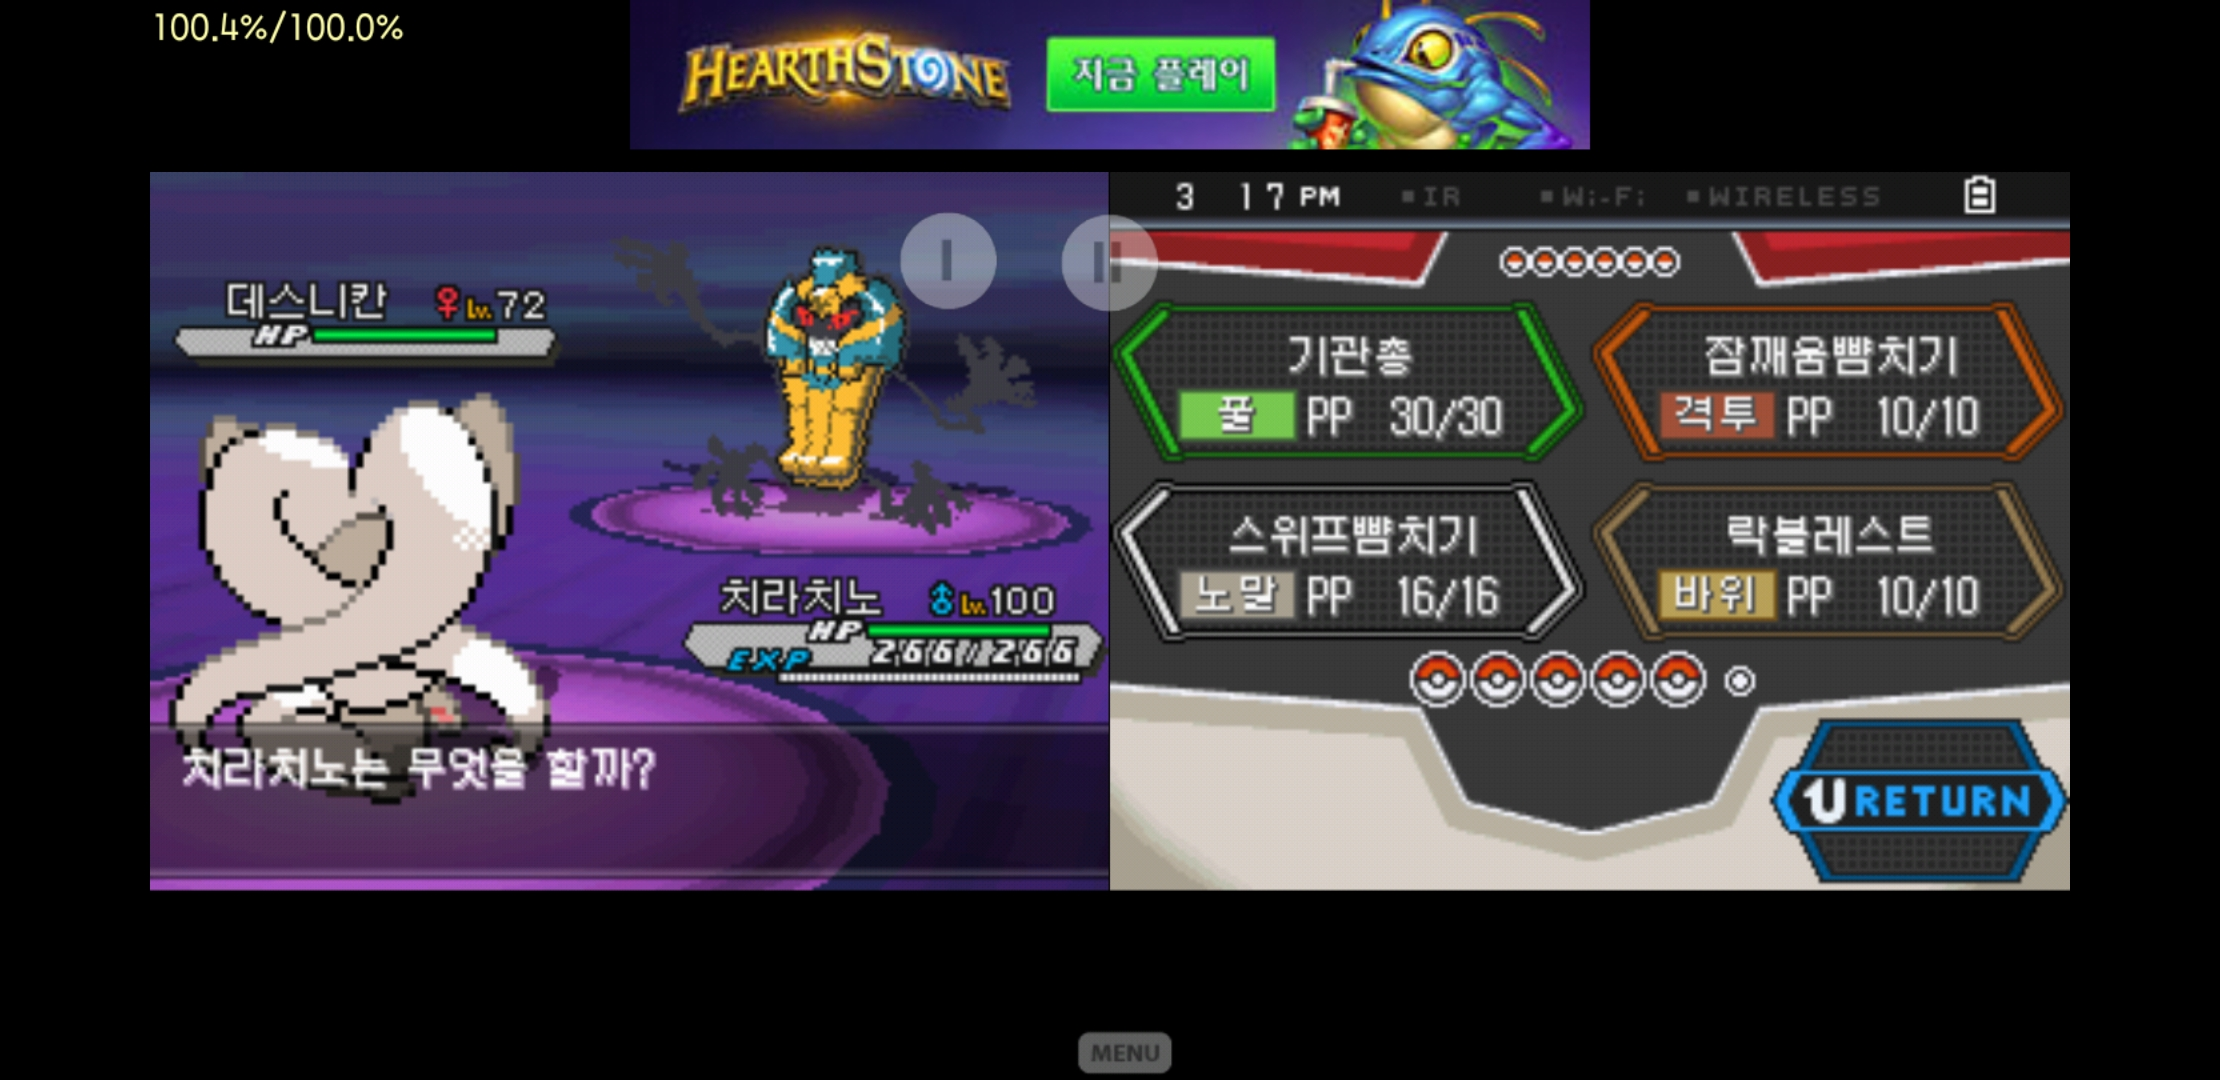 100.4%/100.0%
HEARTHSTONE
지금 플레이
3 17 PM IR Wi-Fi WIRELESS
데스니칸 ♀ Lv.72
HP
치라치노 ♂ Lv.100
HP
266/266
EXP
치라치노는 무엇을 할까?
기관총
풀 PP 30/30
잠깨움뺨치기
격투 PP 10/10
스위프뺨치기
노말 PP 16/16
락블레스트
바위 PP 10/10
RETURN
MENU